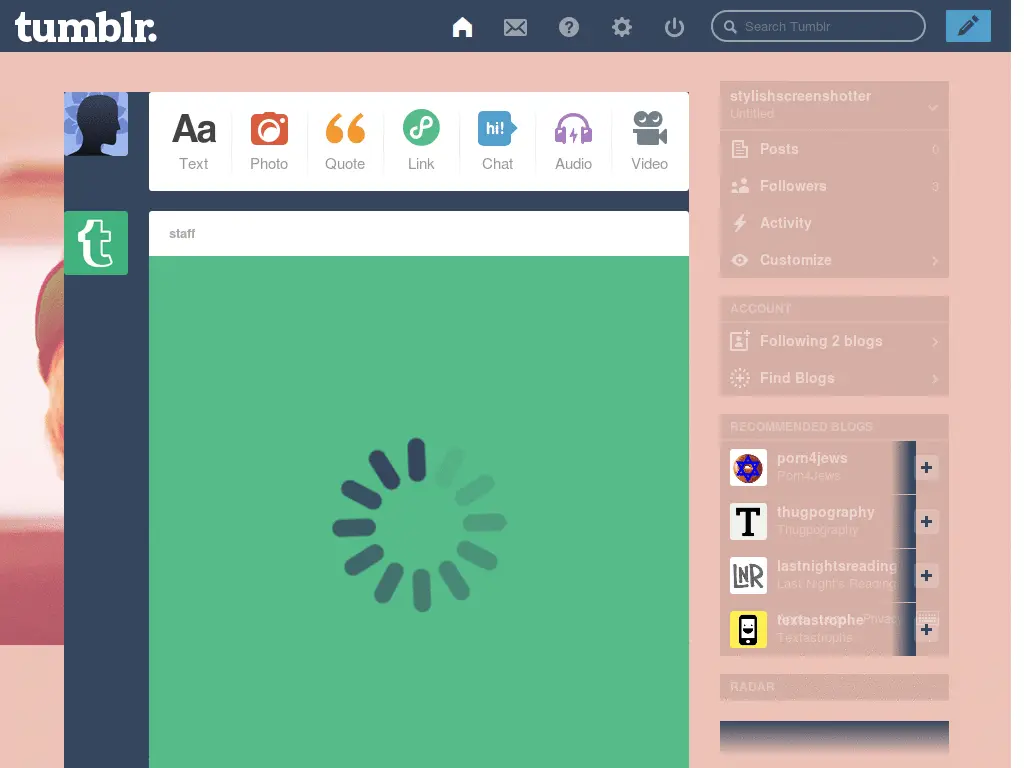 tumblr.
Search Tumblr
Aa
Text
Photo
Quote
Link
hi!
Chat
Audio
Video
t
staff
stylishscreenshotter
Untitled
Posts
Followers 3
Activity
Customize
ACCOUNT
Following 2 blogs
Find Blogs
RECOMMENDED BLOGS
porn4jews
Porn4Jews
T
thugpography
Thugpography
LNR
lastnightsreading
Last Night's Reading
textastrophe
Privacy
Textastrophe
RADAR